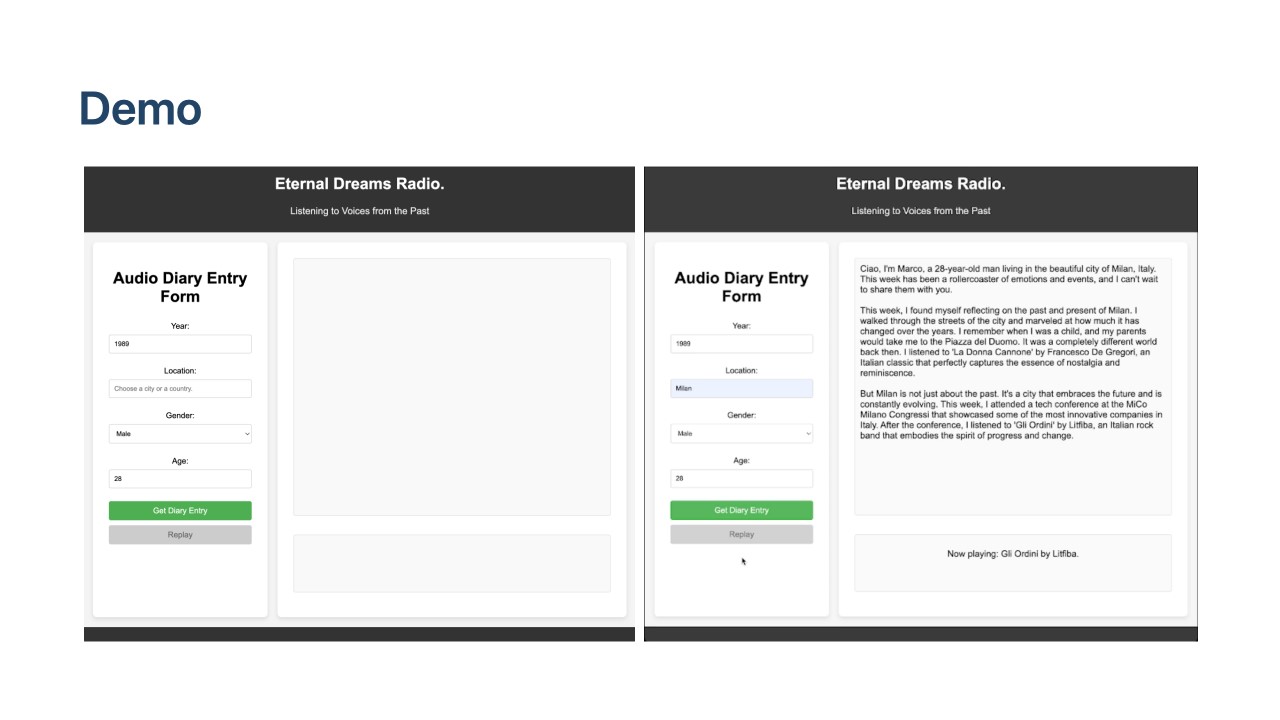 Demo
Eternal Dreams Radio.
Listening to Voices from the Past
Audio Diary Entry
Form
Year:
1989
Location:
Choose a city or a country.
Gender:
Male
Age:
28
Get Diary Entry
Replay
Eternal Dreams Radio.
Listening to Voices from the Past
Audio Diary Entry
Form
Year:
1989
Location:
Milan
Gender:
Male
Age:
28
Get Diary Entry
Replay
Ciao, I'm Marco, a 28-year-old man living in the beautiful city of Milan, Italy.
This week has been a rollercoaster of emotions and events, and I can't wait
to share them with you.
This week, I found myself reflecting on the past and present of Milan. I
walked through the streets of the city and marveled at how much it has
changed over the years. I remember when I was a child, and my parents
would take me to the Piazza del Duomo. It was a completely different world
back then. I listened to 'La Donna Cannone' by Francesco De Gregori, an
Italian classic that perfectly captures the essence of nostalgia and
reminiscence.
But Milan is not just about the past. It's a city that embraces the future and is
constantly evolving. This week, I attended a tech conference at the MiCo
Milano Congressi that showcased some of the most innovative companies in
Italy. After the conference, I listened to 'Gli Ordini' by Litfiba, an Italian rock
band that embodies the spirit of progress and change.
Now playing: Gli Ordini by Litfiba.